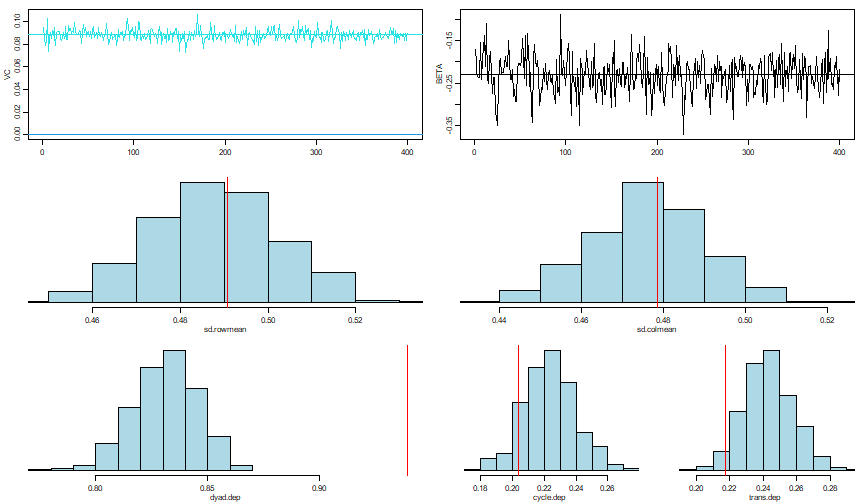 VC
0.00 0.02 0.04 0.06 0.08 0.10
0 100 200 300 400
BETA
-0.35 -0.25 -0.15
0 100 200 300 400
0.46 0.48 0.50 0.52
sd.rowmean
0.44 0.46 0.48 0.50 0.52
sd.colmean
0.80 0.85 0.90
dyad.dep
0.18 0.20 0.22 0.24 0.26
cycle.dep
0.20 0.22 0.24 0.26 0.28
trans.dep